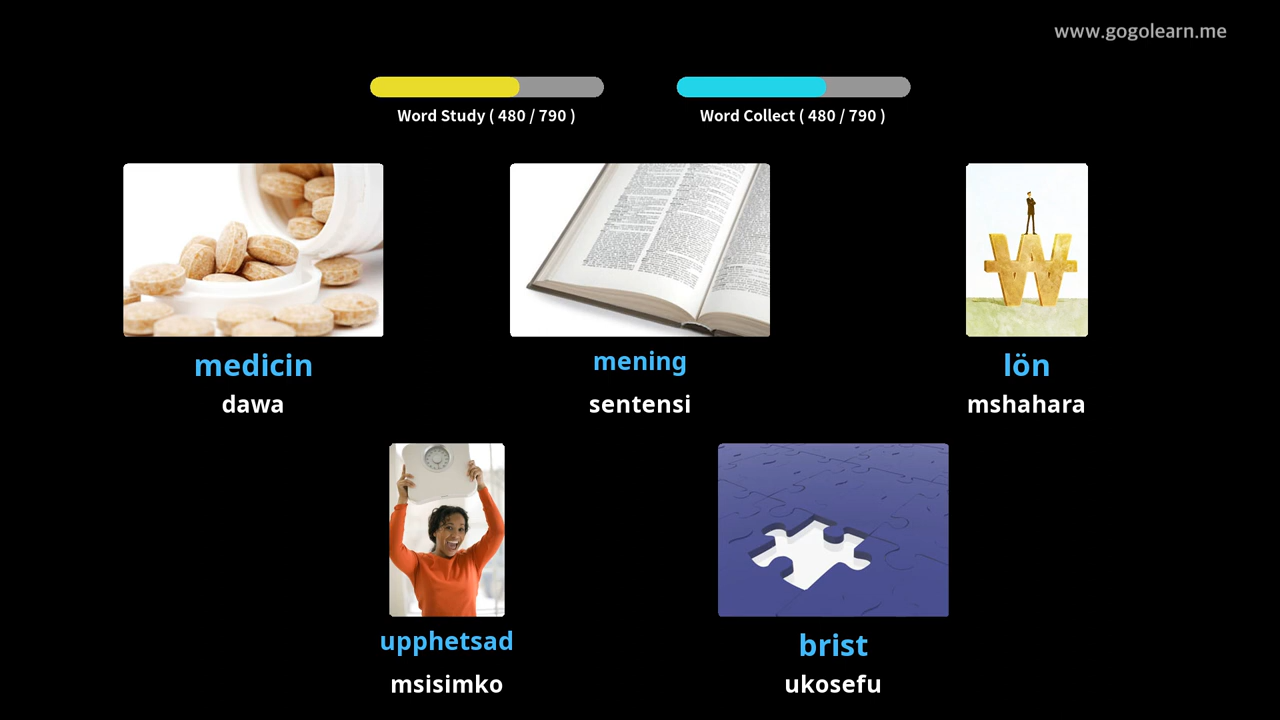 www.gogolearn.me
Word Study ( 480 / 790 )
Word Collect ( 480 / 790 )
medicin
dawa
mening
sentensi
lön
mshahara
upphetsad
msisimko
brist
ukosefu